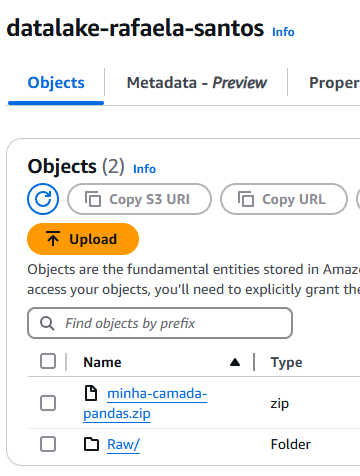 datalake-rafaela-santos Info
Objects Metadata - Preview Proper
Objects (2) Info
Copy S3 URI Copy URL
Upload
Objects are the fundamental entities stored in Amaz
access your objects, you'll need to explicitly grant the
Find objects by prefix
Name Type
minha-camada-
pandas.zip zip
Raw/ Folder